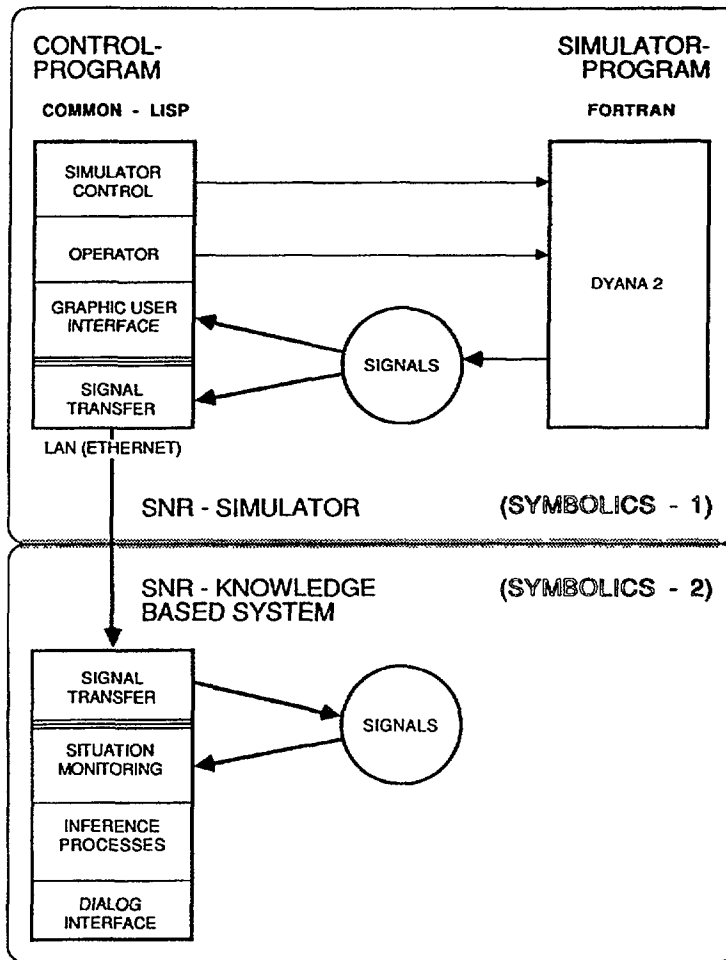 CONTROL-
PROGRAM
SIMULATOR-
PROGRAM
COMMON - LISP
FORTRAN
SIMULATOR
CONTROL
OPERATOR
GRAPHIC USER
INTERFACE
SIGNAL
TRANSFER
SIGNALS
DYANA 2
LAN (ETHERNET)
SNR - SIMULATOR
(SYMBOLICS - 1)
SNR - KNOWLEDGE
BASED SYSTEM
(SYMBOLICS - 2)
SIGNAL
TRANSFER
SIGNALS
SITUATION
MONITORING
INFERENCE
PROCESSES
DIALOG
INTERFACE